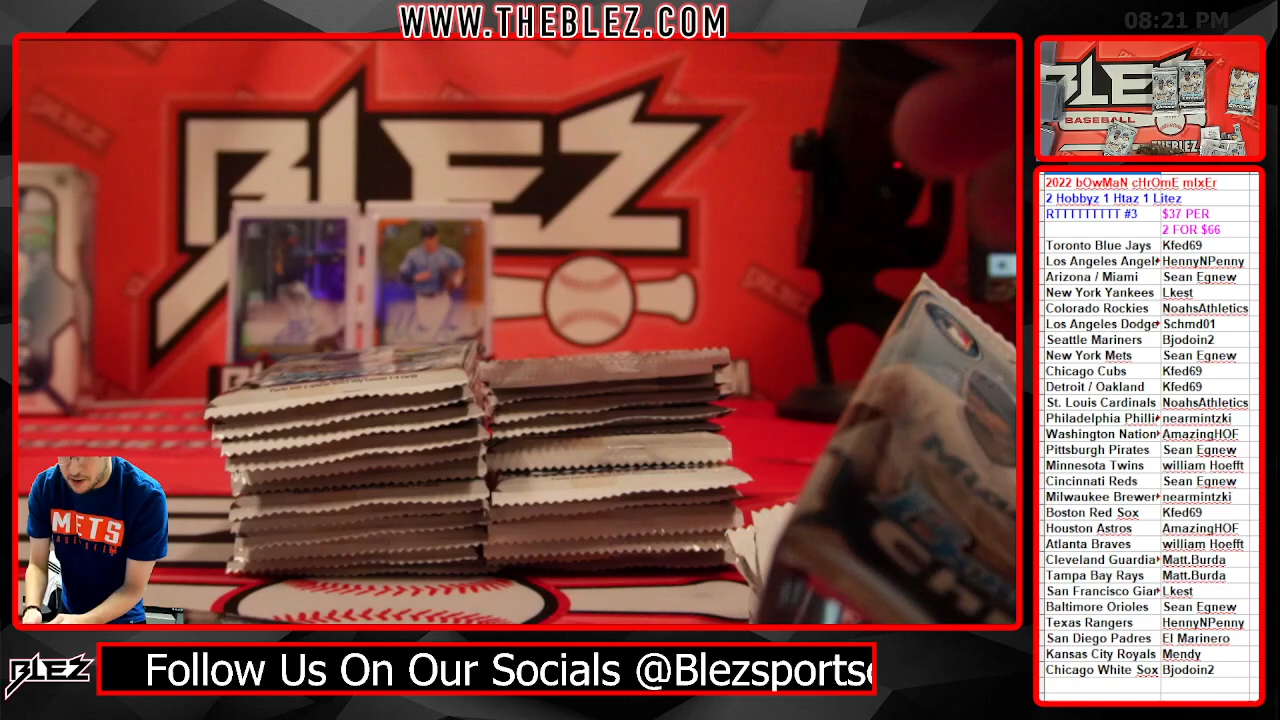 WWW.THEBLEZ.COM
08:21 PM
BLEZ
BLEZ
BASEBALL
THEBLEZ
METS
2022 bOwMaN cHrOmE mIxEr
2 Hobbyz 1 Htaz 1 Litez
RTTTTTTTTT #3 $37 PER
2 FOR $66
Toronto Blue Jays Kfed69
Los Angeles Angel HennyNPenny
Arizona / Miami Sean Egnew
New York Yankees Lkest
Colorado Rockies NoahsAthletics
Los Angeles Dodge Schmd01
Seattle Mariners Bjodoin2
New York Mets Sean Egnew
Chicago Cubs Kfed69
Detroit / Oakland Kfed69
St. Louis Cardinals NoahsAthletics
Philadelphia Philli nearmintzki
Washington Nation AmazingHOF
Pittsburgh Pirates Sean Egnew
Minnesota Twins william Hoefft
Cincinnati Reds Sean Egnew
Milwaukee Brewer nearmintzki
Boston Red Sox Kfed69
Houston Astros AmazingHOF
Atlanta Braves william Hoefft
Cleveland Guardia Matt.Burda
Tampa Bay Rays Matt.Burda
San Francisco Giar Lkest
Baltimore Orioles Sean Egnew
Texas Rangers HennyNPenny
San Diego Padres El Marinero
Kansas City Royals Mendy
Chicago White Sox Bjodoin2
BLEZ
Follow Us On Our Socials @Blezsports